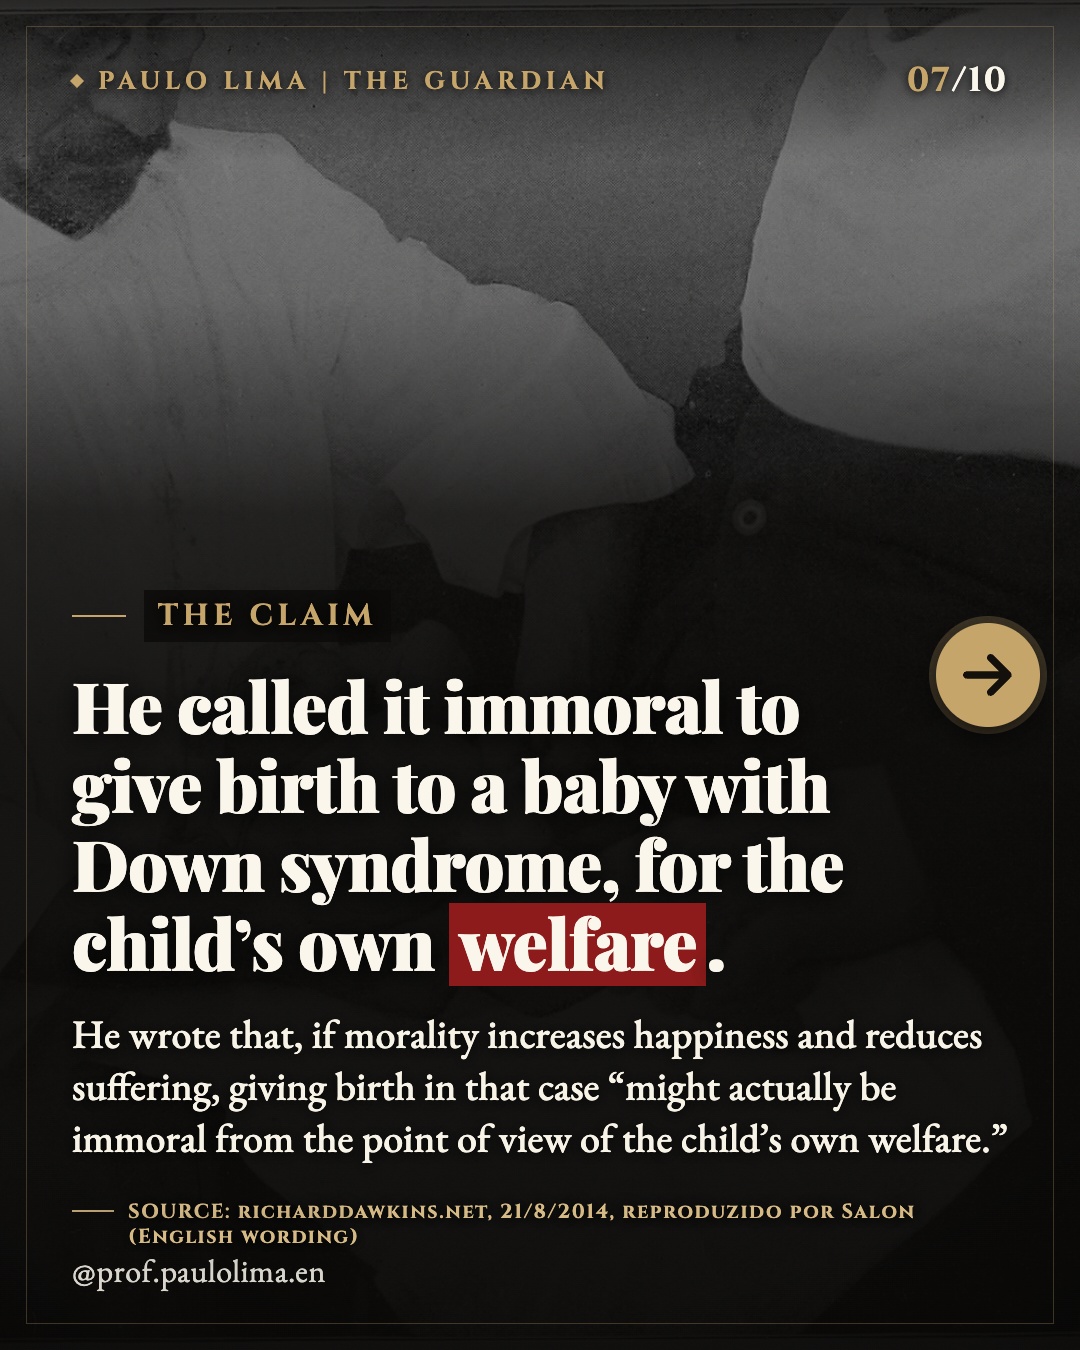 ◆ PAULO LIMA | THE GUARDIAN
07/10
THE CLAIM
He called it immoral to
give birth to a baby with
Down syndrome, for the
child’s own welfare.
He wrote that, if morality increases happiness and reduces
suffering, giving birth in that case “might actually be
immoral from the point of view of the child’s own welfare.”
SOURCE: RICHARDDAWKINS.NET, 21/8/2014, REPRODUZIDO POR SALON
(ENGLISH WORDING)
@prof.paulolima.en